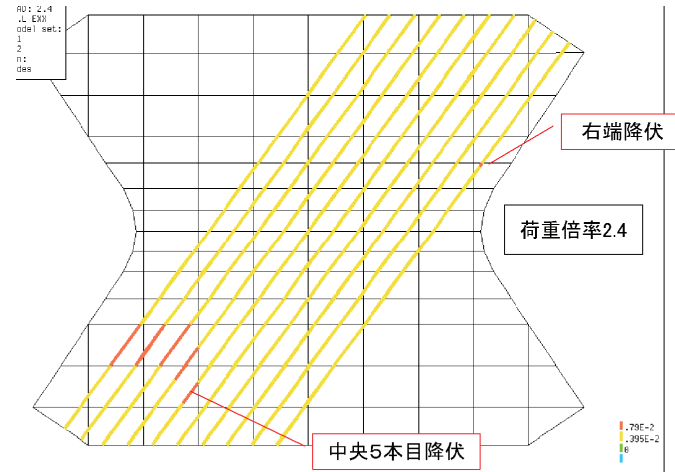 AD: 2.4
.L EXX
odel set:
1
2
n:
des
右端降伏
荷重倍率2.4
中央5本目降伏
.79E-2
.395E-2
0